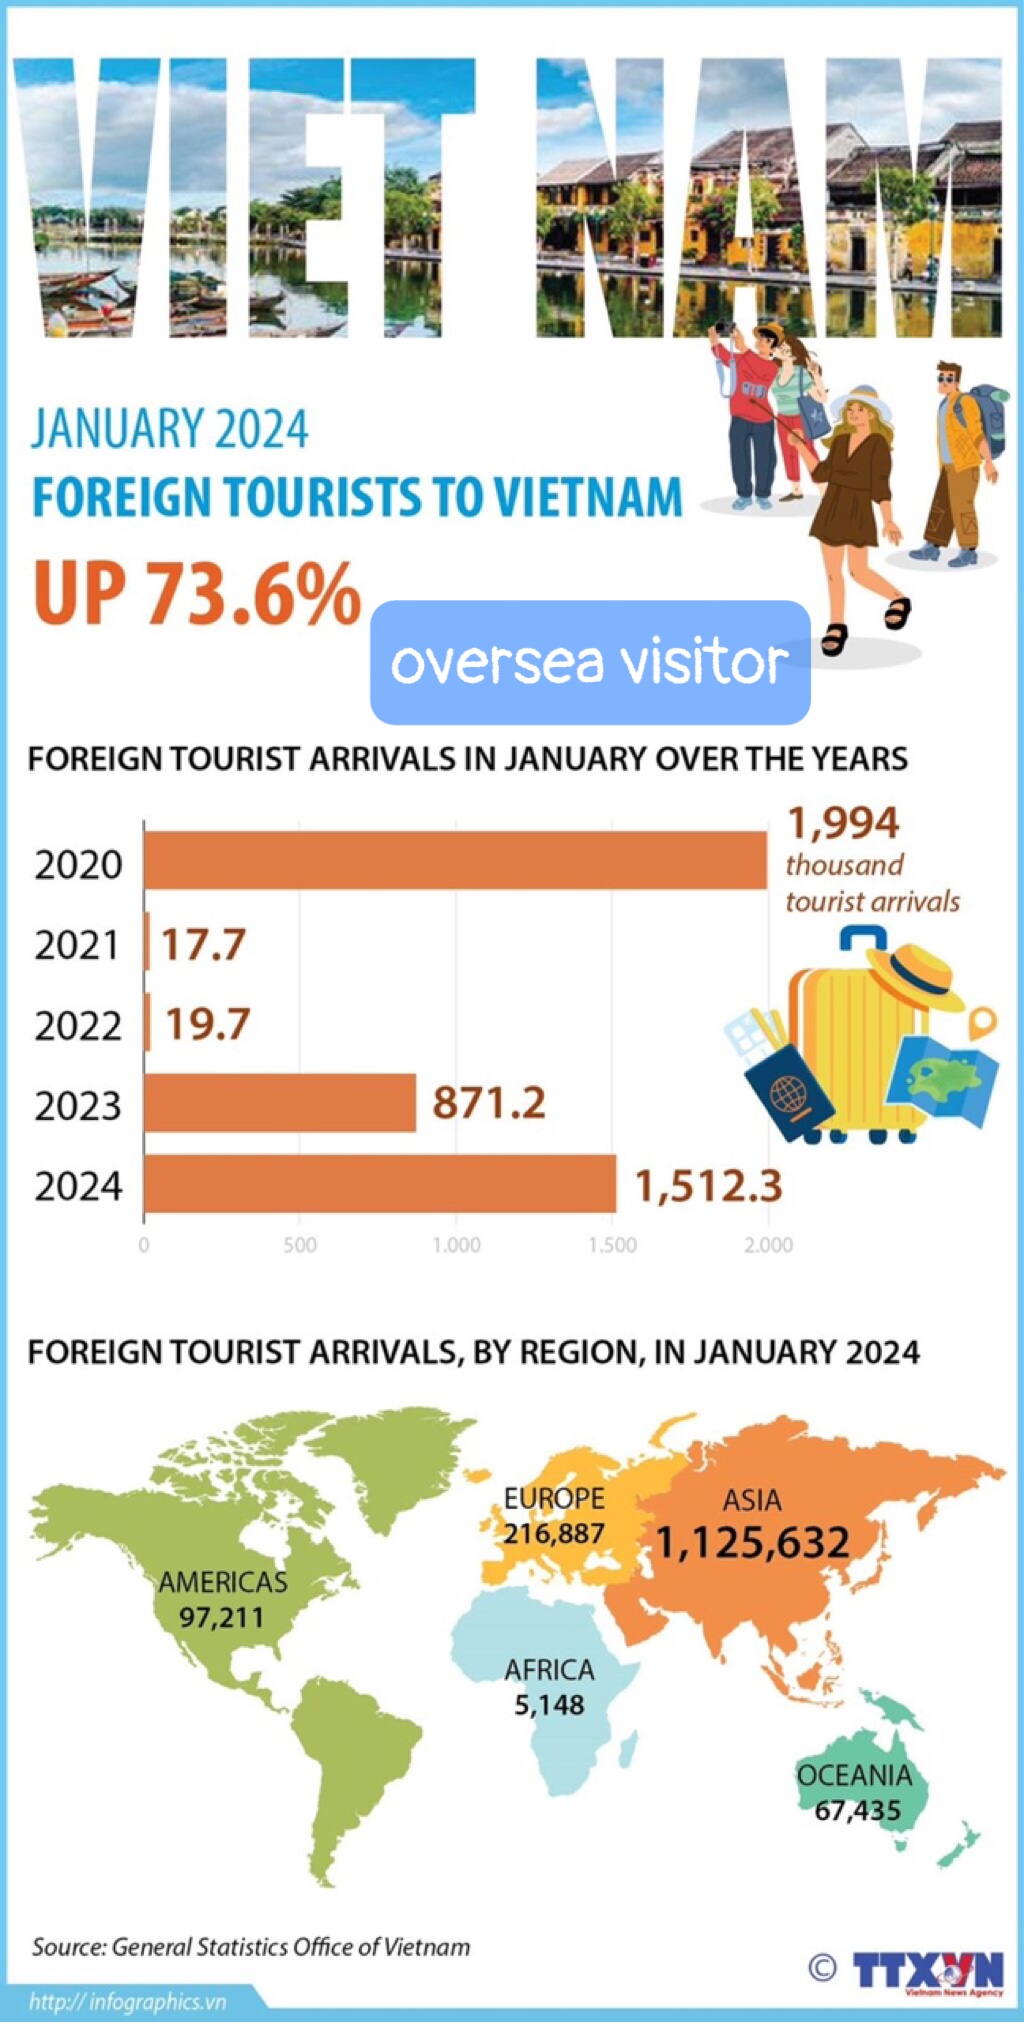 VIET NAM
JANUARY 2024
FOREIGN TOURISTS TO VIETNAM
UP 73.6%
oversea visitor
FOREIGN TOURIST ARRIVALS IN JANUARY OVER THE YEARS
2020
1,994
thousand
tourist arrivals
2021 17.7
2022 19.7
2023 871.2
2024 1,512.3
0 500 1.000 1.500 2.000
FOREIGN TOURIST ARRIVALS, BY REGION, IN JANUARY 2024
EUROPE
216,887
ASIA
1,125,632
AMERICAS
97,211
AFRICA
5,148
OCEANIA
67,435
Source: General Statistics Office of Vietnam
© TTXVN
Vietnam News Agency
http:// infographics.vn